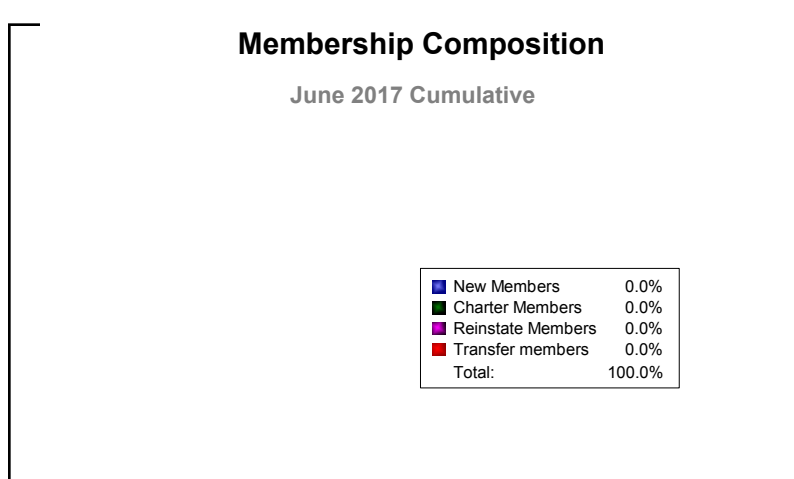 Membership Composition
June 2017 Cumulative
New Members 0.0%
Charter Members 0.0%
Reinstate Members 0.0%
Transfer members 0.0%
Total: 100.0%